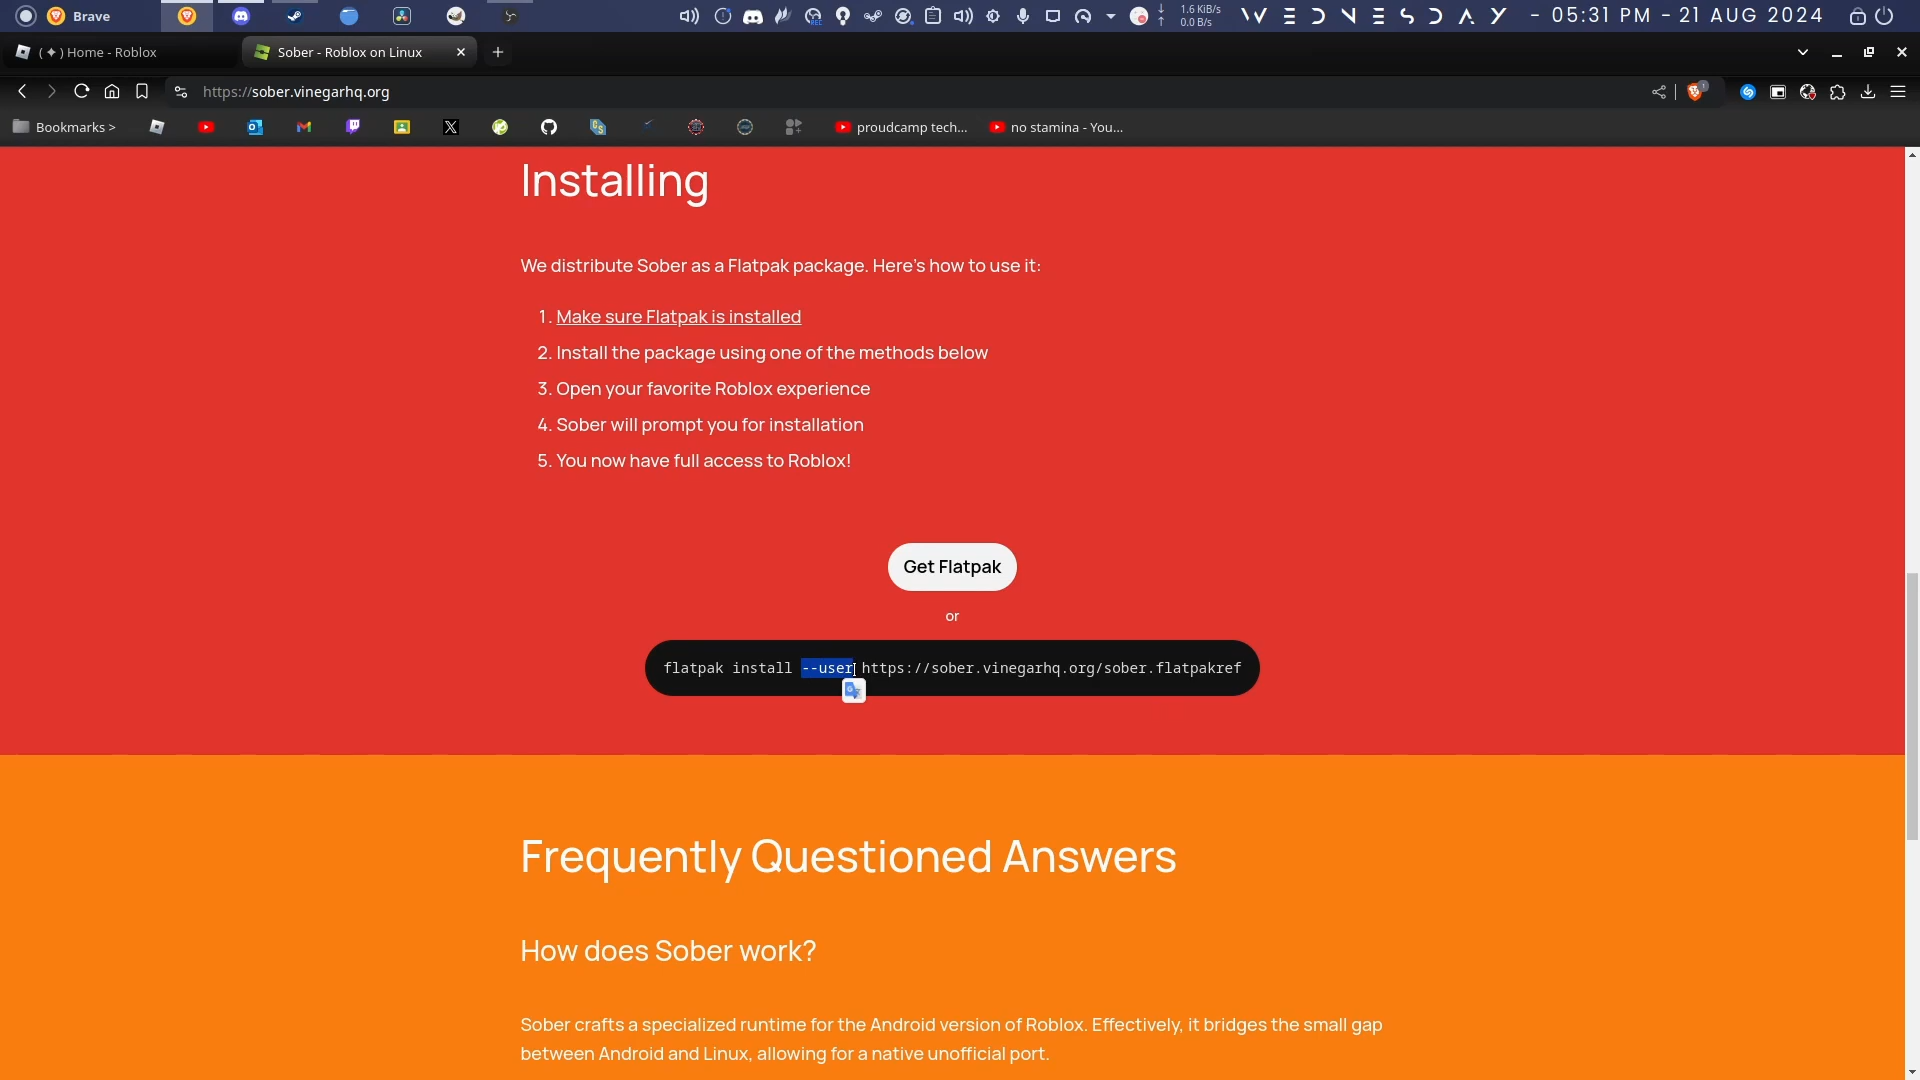 Brave
1.6 KiB/s
0.0 B/s
WEDNESDAY
- 05:31 PM - 21 AUG 2024
( ✦ ) Home - Roblox
Sober - Roblox on Linux
https://sober.vinegarhq.org
Bookmarks >
proudcamp tech...
no stamina - You...
Installing
We distribute Sober as a Flatpak package. Here's how to use it:
1. Make sure Flatpak is installed
2. Install the package using one of the methods below
3. Open your favorite Roblox experience
4. Sober will prompt you for installation
5. You now have full access to Roblox!
Get Flatpak
or
flatpak install --user https://sober.vinegarhq.org/sober.flatpakref
Frequently Questioned Answers
How does Sober work?
Sober crafts a specialized runtime for the Android version of Roblox. Effectively, it bridges the small gap
between Android and Linux, allowing for a native unofficial port.